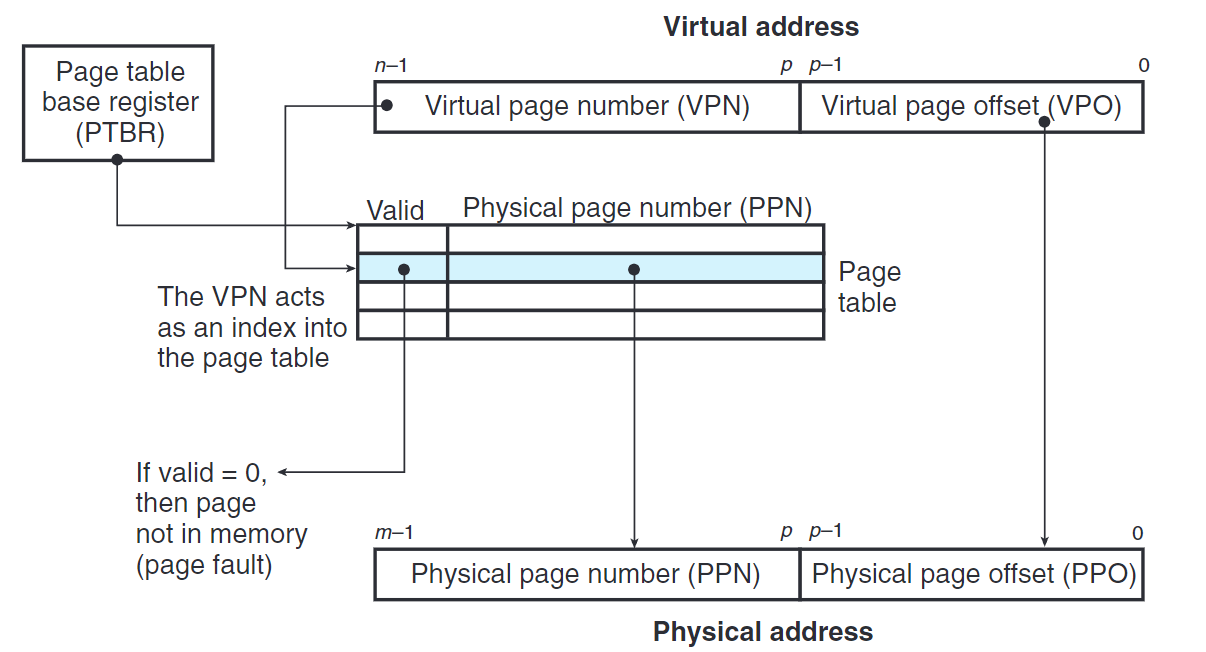 Virtual address
Page table
base register
(PTBR)
n–1
p
p–1
0
Virtual page number (VPN)
Virtual page offset (VPO)
Valid
Physical page number (PPN)
Page
table
The VPN acts
as an index into
the page table
If valid = 0,
then page
not in memory
(page fault)
m–1
p
p–1
0
Physical page number (PPN)
Physical page offset (PPO)
Physical address